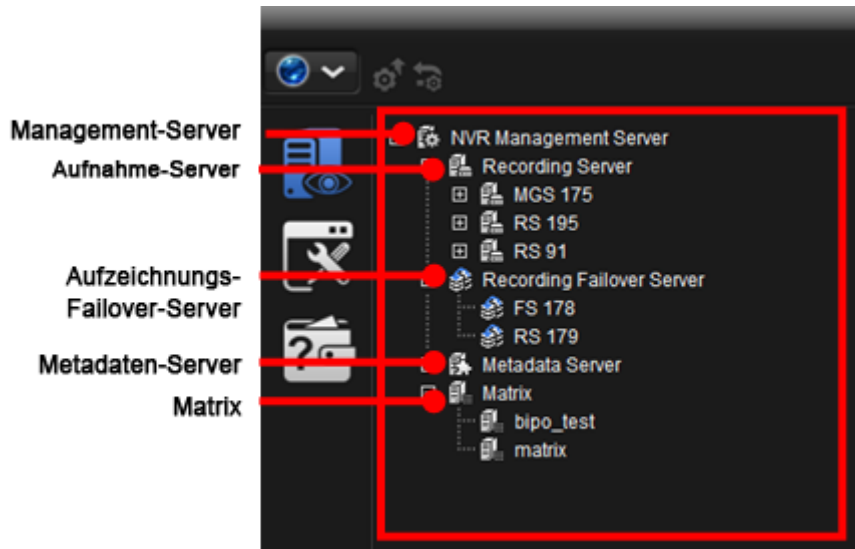 Management-Server
Aufnahme-Server
Aufzeichnungs-
Failover-Server
Metadaten-Server
Matrix
NVR Management Server
Recording Server
MGS 175
RS 195
RS 91
Recording Failover Server
FS 178
RS 179
Metadata Server
Matrix
bipo_test
matrix
?